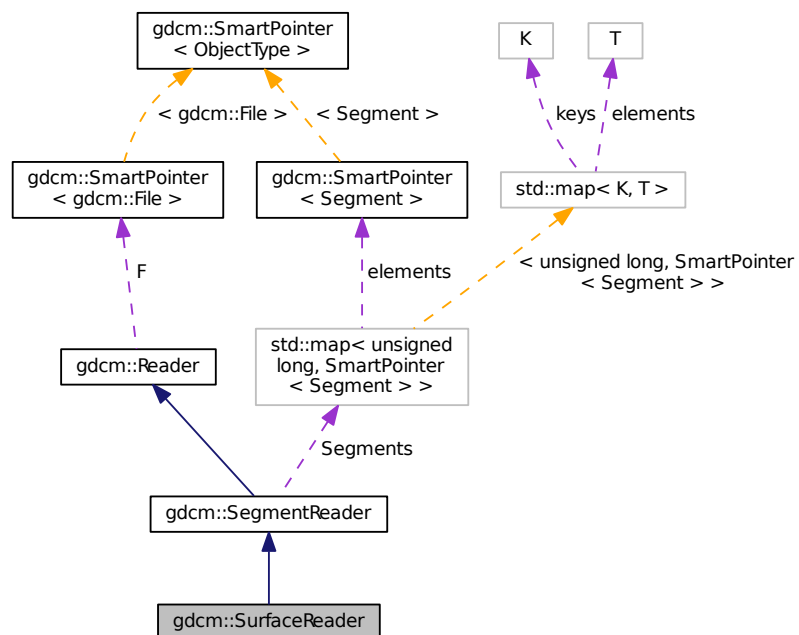 gdcm::SmartPointer
< ObjectType >
K
T
< gdcm::File >
< Segment >
keys
elements
gdcm::SmartPointer
< gdcm::File >
gdcm::SmartPointer
< Segment >
std::map< K, T >
F
elements
< unsigned long, SmartPointer
< Segment > >
gdcm::Reader
std::map< unsigned
long, SmartPointer
< Segment > >
Segments
gdcm::SegmentReader
gdcm::SurfaceReader